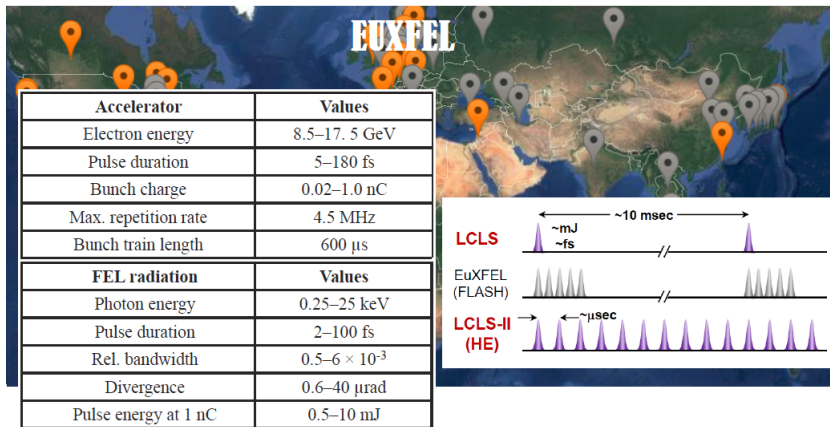 EUXFEL
Accelerator Values
Electron energy 8.5–17. 5 GeV
Pulse duration 5–180 fs
Bunch charge 0.02–1.0 nC
Max. repetition rate 4.5 MHz
Bunch train length 600 μs
FEL radiation Values
Photon energy 0.25–25 keV
Pulse duration 2–100 fs
Rel. bandwidth 0.5–6 × 10-3
Divergence 0.6–40 μrad
Pulse energy at 1 nC 0.5–10 mJ
~10 msec
LCLS
~mJ
~fs
EuXFEL
(FLASH)
LCLS-II
(HE)
~μsec